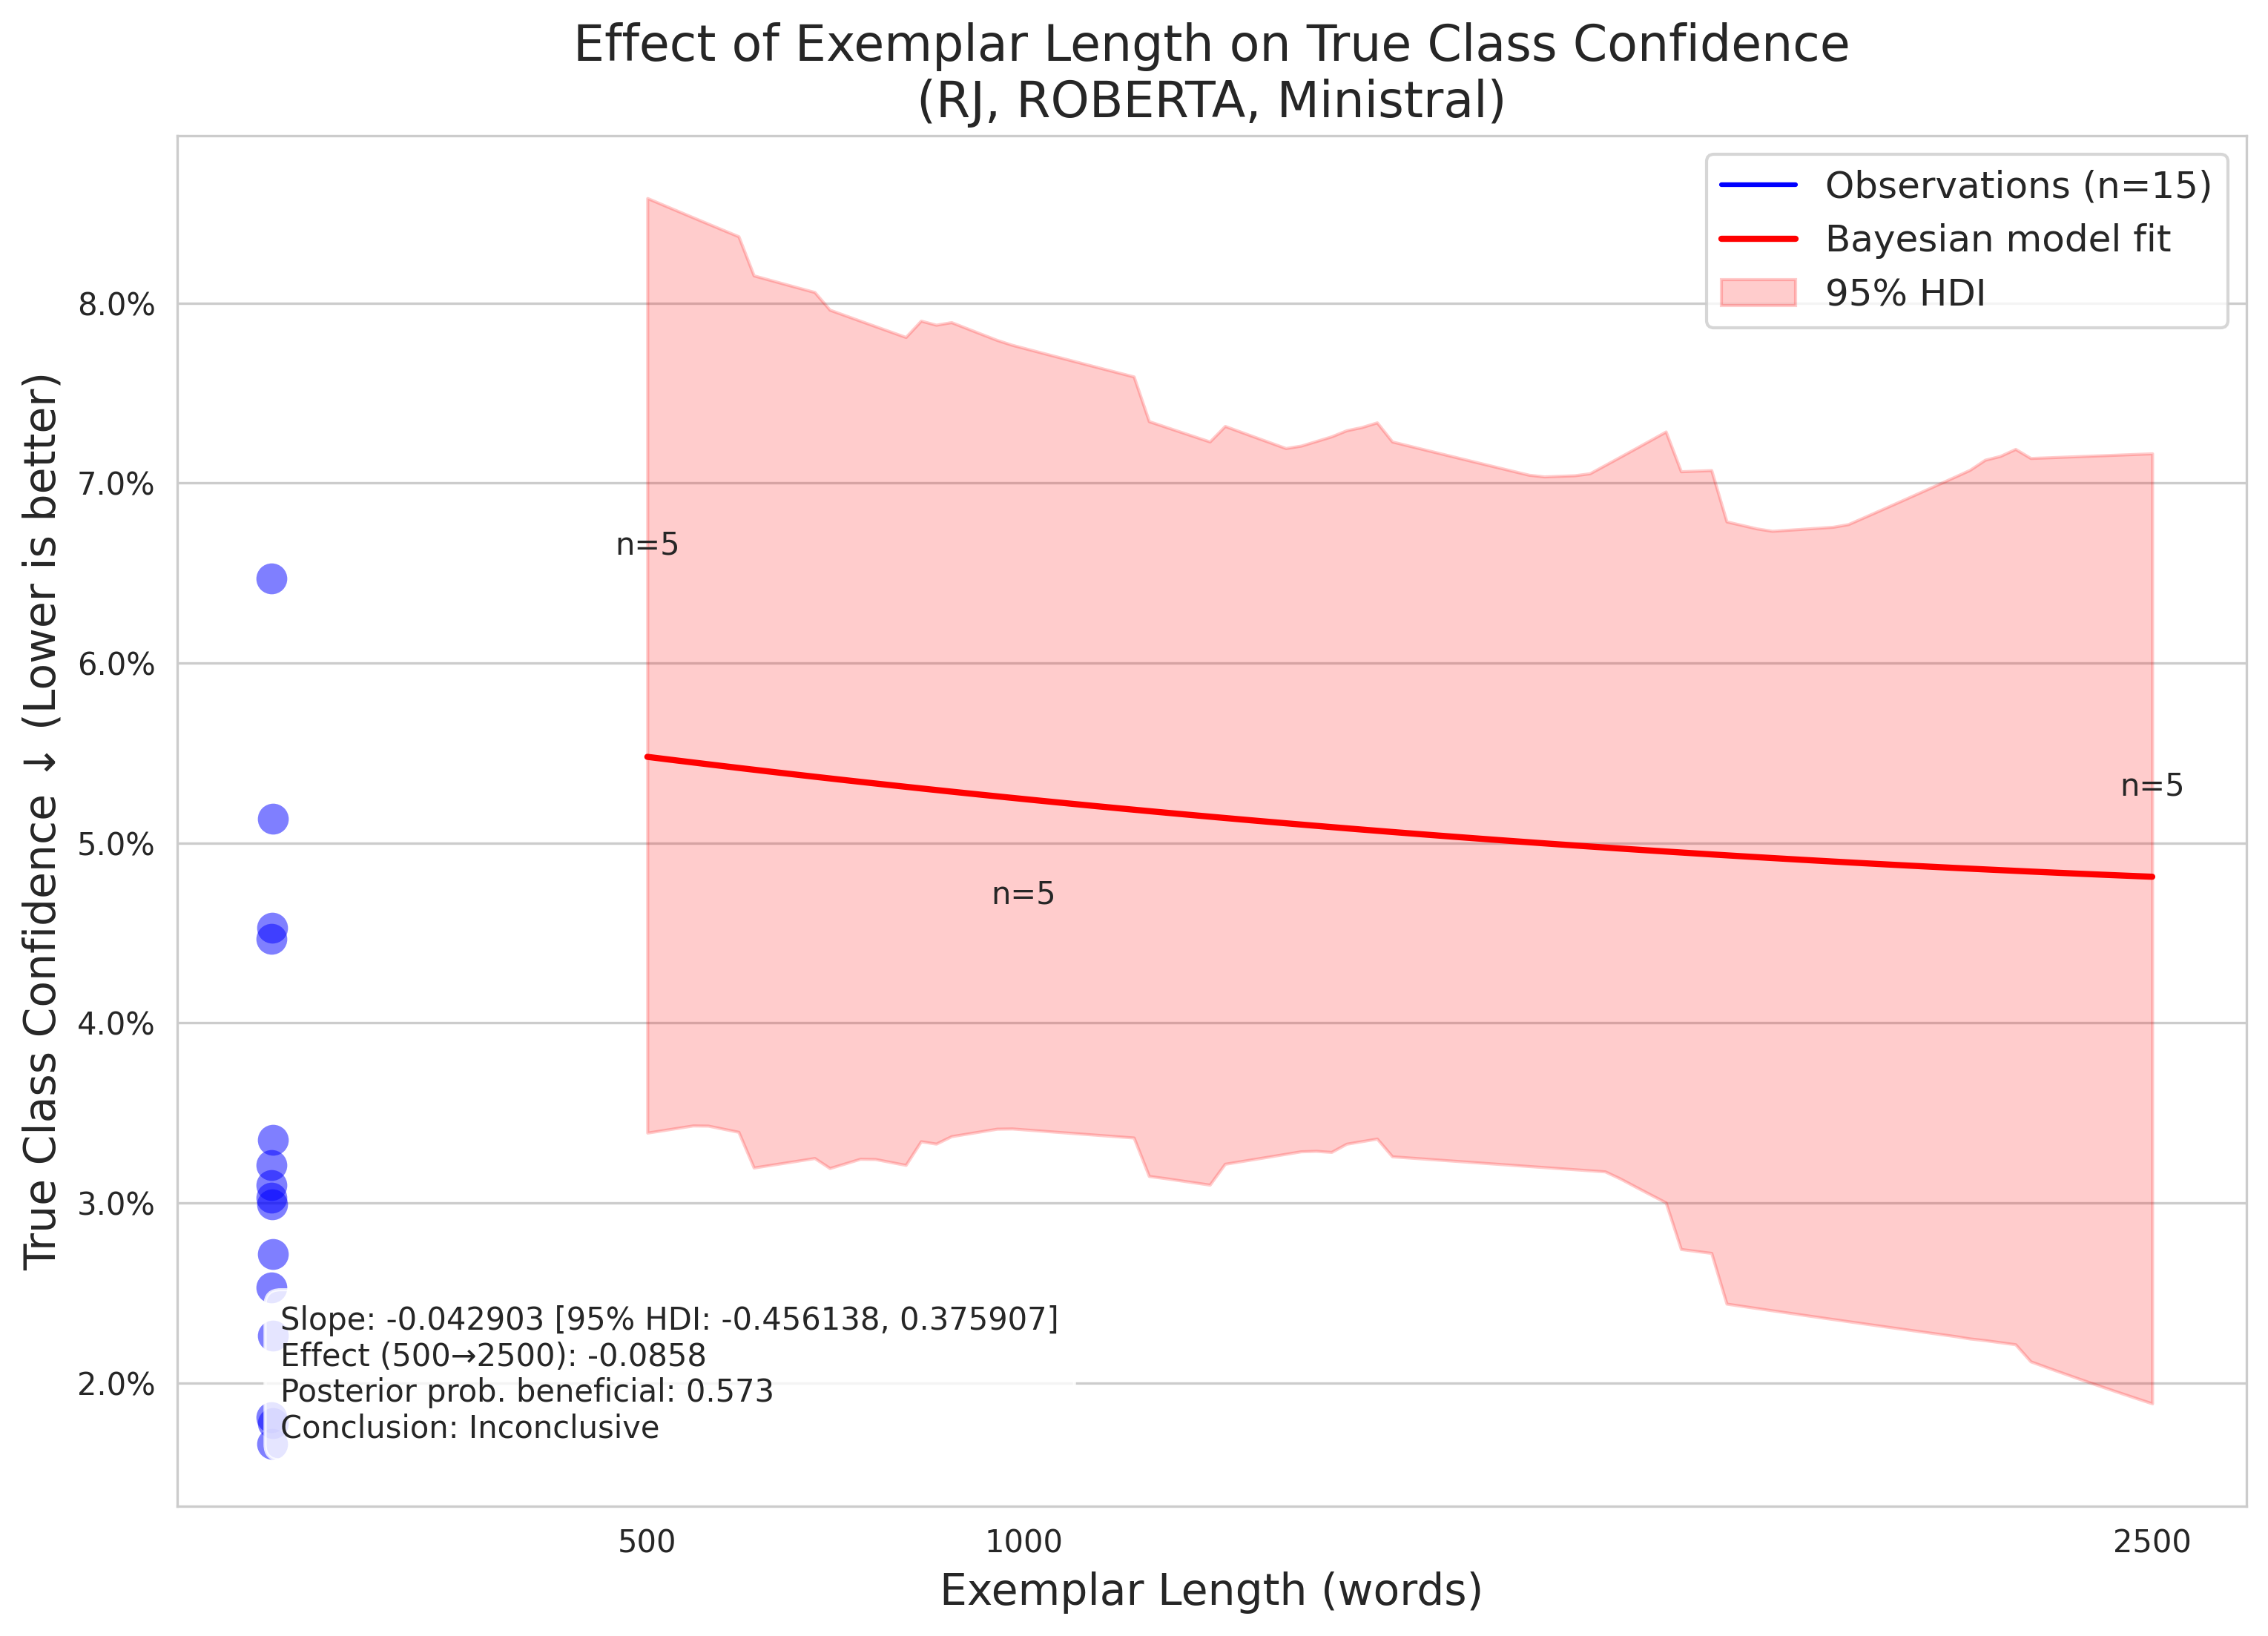 Effect of Exemplar Length on True Class Confidence
(RJ, ROBERTA, Ministral)
Observations (n=15)
Bayesian model fit
95% HDI
True Class Confidence ↓ (Lower is better)
8.0%
7.0%
6.0%
5.0%
4.0%
3.0%
2.0%
n=5
n=5
n=5
Slope: -0.042903 [95% HDI: -0.456138, 0.375907]
Effect (500→2500): -0.0858
Posterior prob. beneficial: 0.573
Conclusion: Inconclusive
500
1000
2500
Exemplar Length (words)